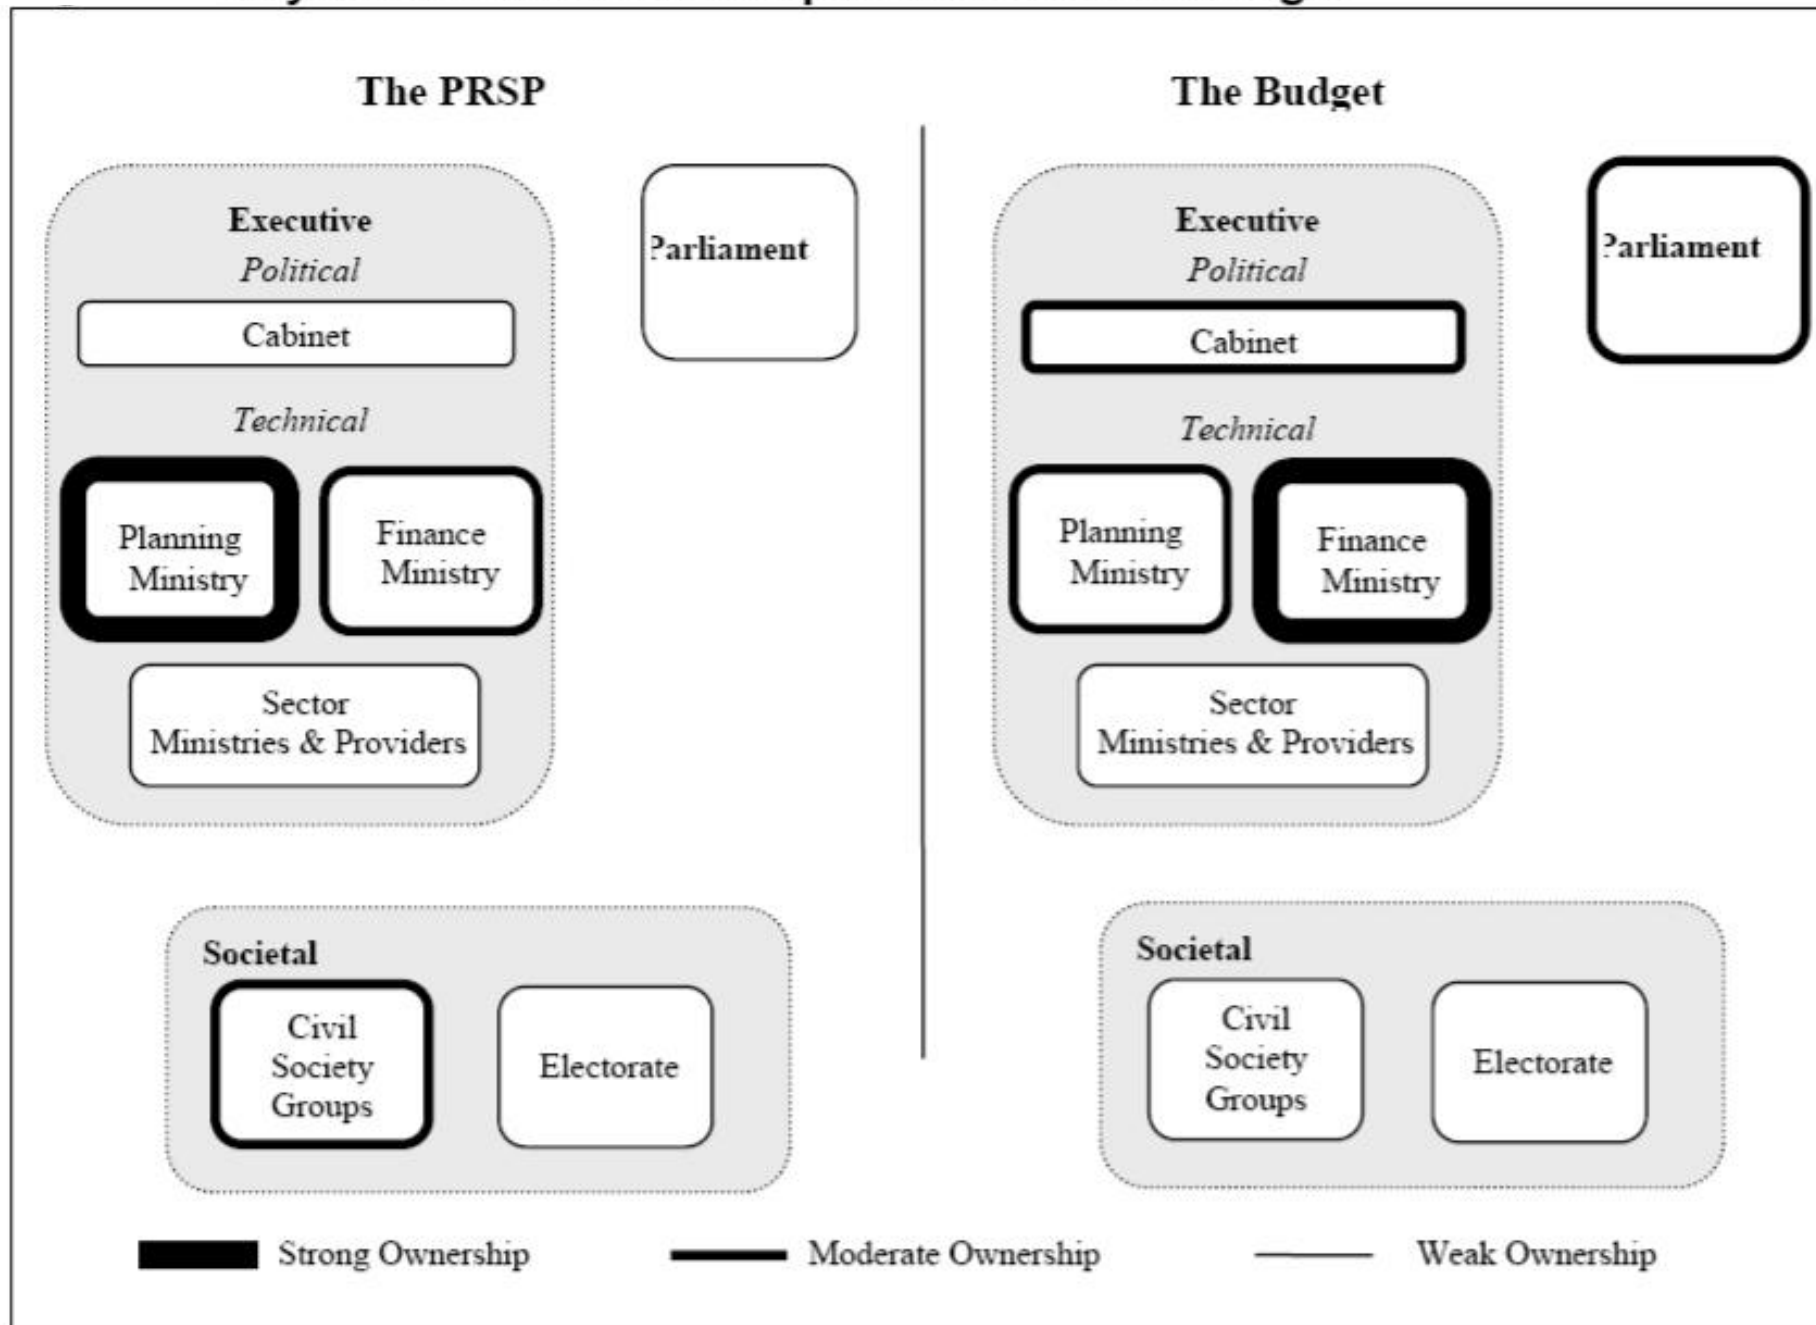 The PRSP
Executive
Political
Cabinet
Technical
Planning
Ministry
Finance
Ministry
Sector
Ministries & Providers
Parliament
Societal
Civil
Society
Groups
Electorate
The Budget
Executive
Political
Cabinet
Technical
Planning
Ministry
Finance
Ministry
Sector
Ministries & Providers
Parliament
Societal
Civil
Society
Groups
Electorate
Strong Ownership
Moderate Ownership
Weak Ownership